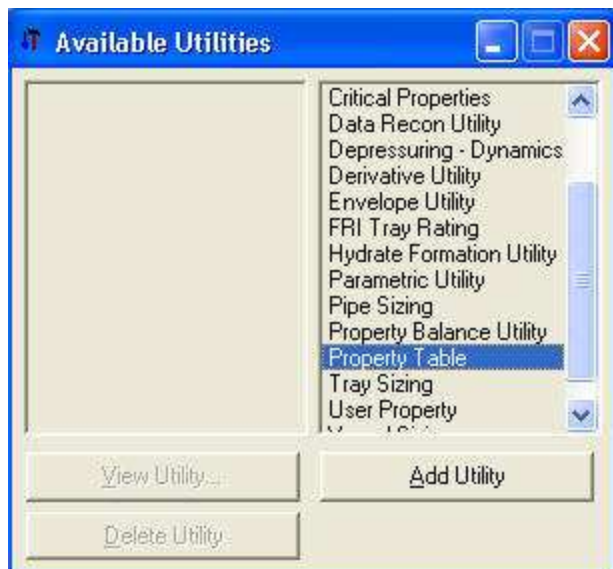 Available Utilities
Critical Properties
Data Recon Utility
Depressuring - Dynamics
Derivative Utility
Envelope Utility
FRI Tray Rating
Hydrate Formation Utility
Parametric Utility
Pipe Sizing
Property Balance Utility
Property Table
Tray Sizing
User Property
View Utility...
Add Utility
Delete Utility